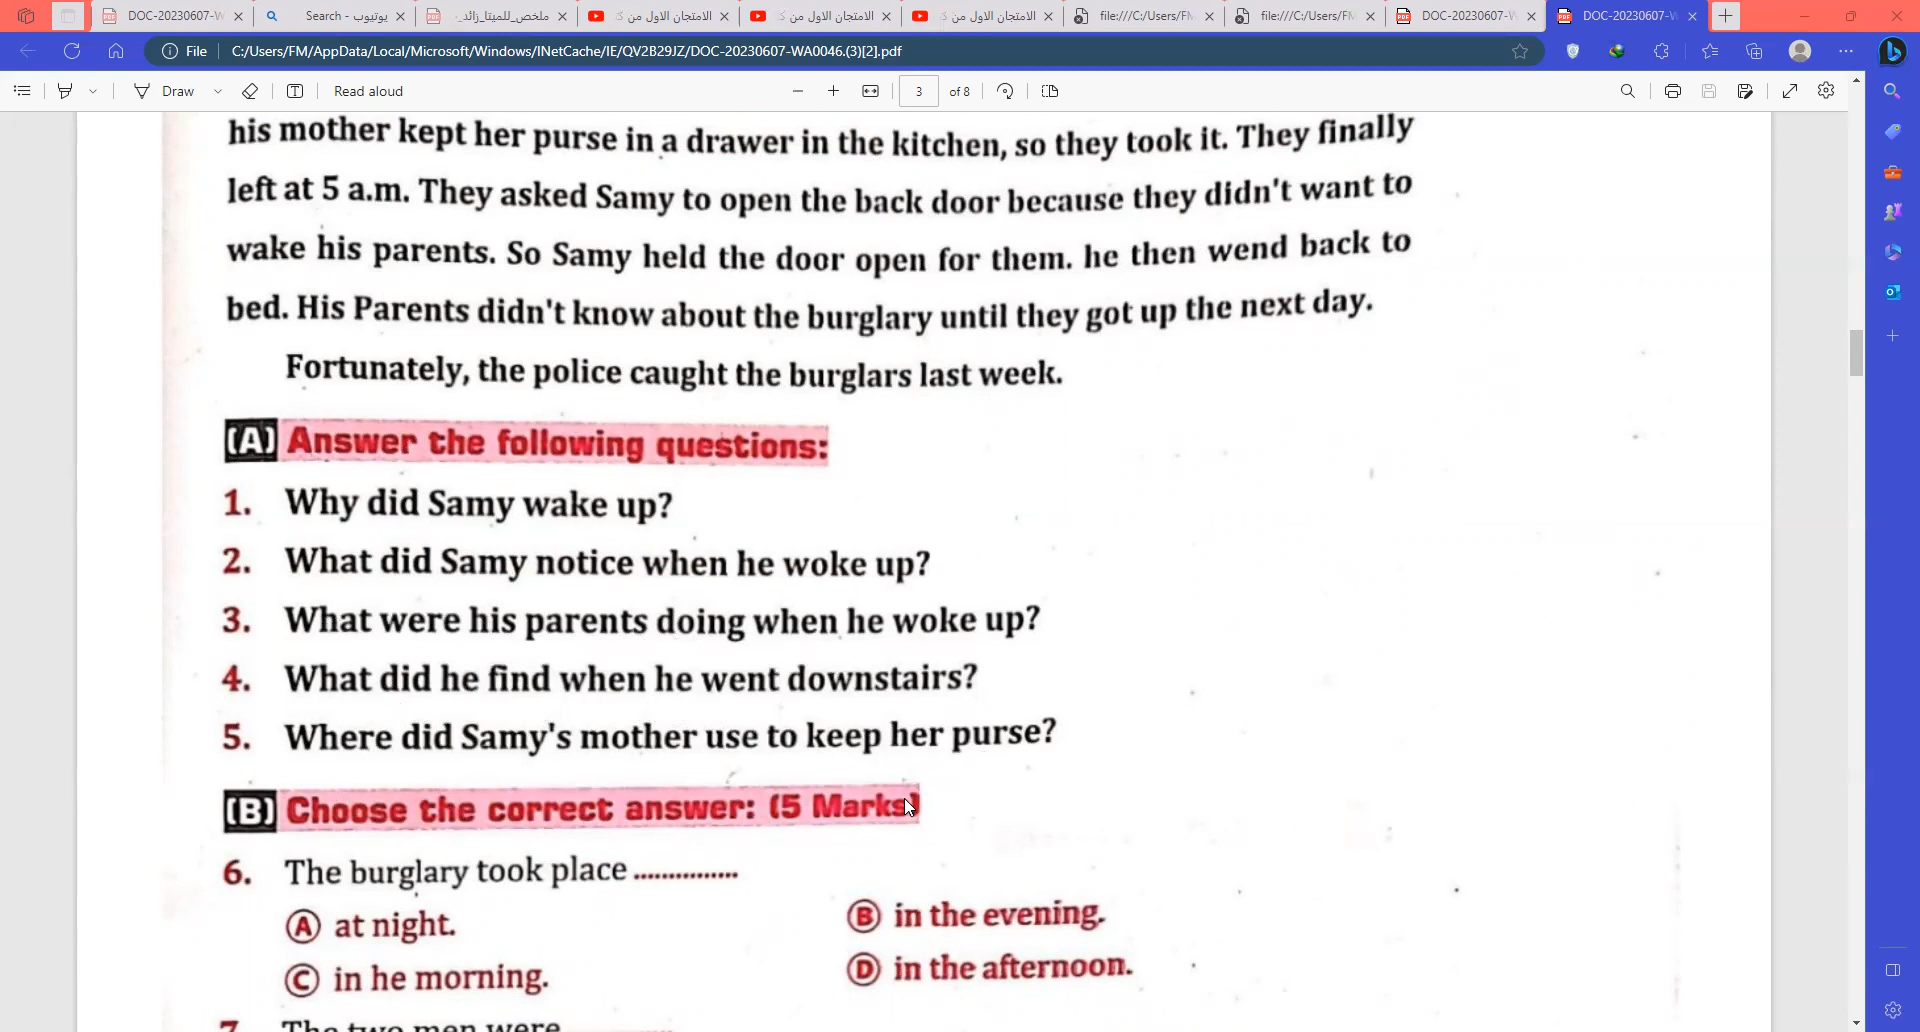 DOC-20230607-W
Search - يوتيوب
ملخص_للميتا_زائد_
الامتحان الاول من ك
الامتحان الاول من ك
الامتحان الاول من ك
file:///C:/Users/FM
file:///C:/Users/FM
DOC-20230607-W
DOC-20230607-W
File
C:/Users/FM/AppData/Local/Microsoft/Windows/INetCache/IE/QV2B29JZ/DOC-20230607-WA0046.(3)[2].pdf
Draw
Read aloud
3 of 8
his mother kept her purse in a drawer in the kitchen, so they took it. They finally
left at 5 a.m. They asked Samy to open the back door because they didn't want to
wake his parents. So Samy held the door open for them. he then wend back to
bed. His Parents didn't know about the burglary until they got up the next day.
Fortunately, the police caught the burglars last week.
(A) Answer the following questions:
1. Why did Samy wake up?
2. What did Samy notice when he woke up?
3. What were his parents doing when he woke up?
4. What did he find when he went downstairs?
5. Where did Samy's mother use to keep her purse?
(B) Choose the correct answer: (5 Marks)
6. The burglary took place ...............
A at night.
B in the evening.
C in he morning.
D in the afternoon.
7. The two men were